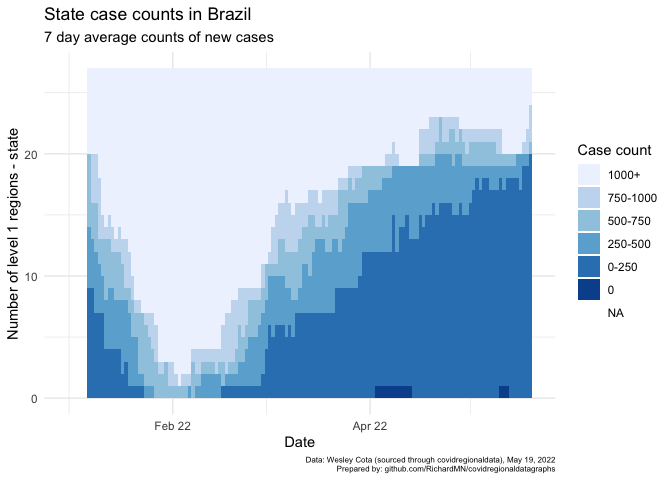 State case counts in Brazil
7 day average counts of new cases
Number of level 1 regions - state
20
10
0
Feb 22
Apr 22
Date
Case count
1000+
750-1000
500-750
250-500
0-250
0
NA
Data: Wesley Cota (sourced through covidregionaldata), May 19, 2022
Prepared by: github.com/RichardMN/covidregionaldatagraphs